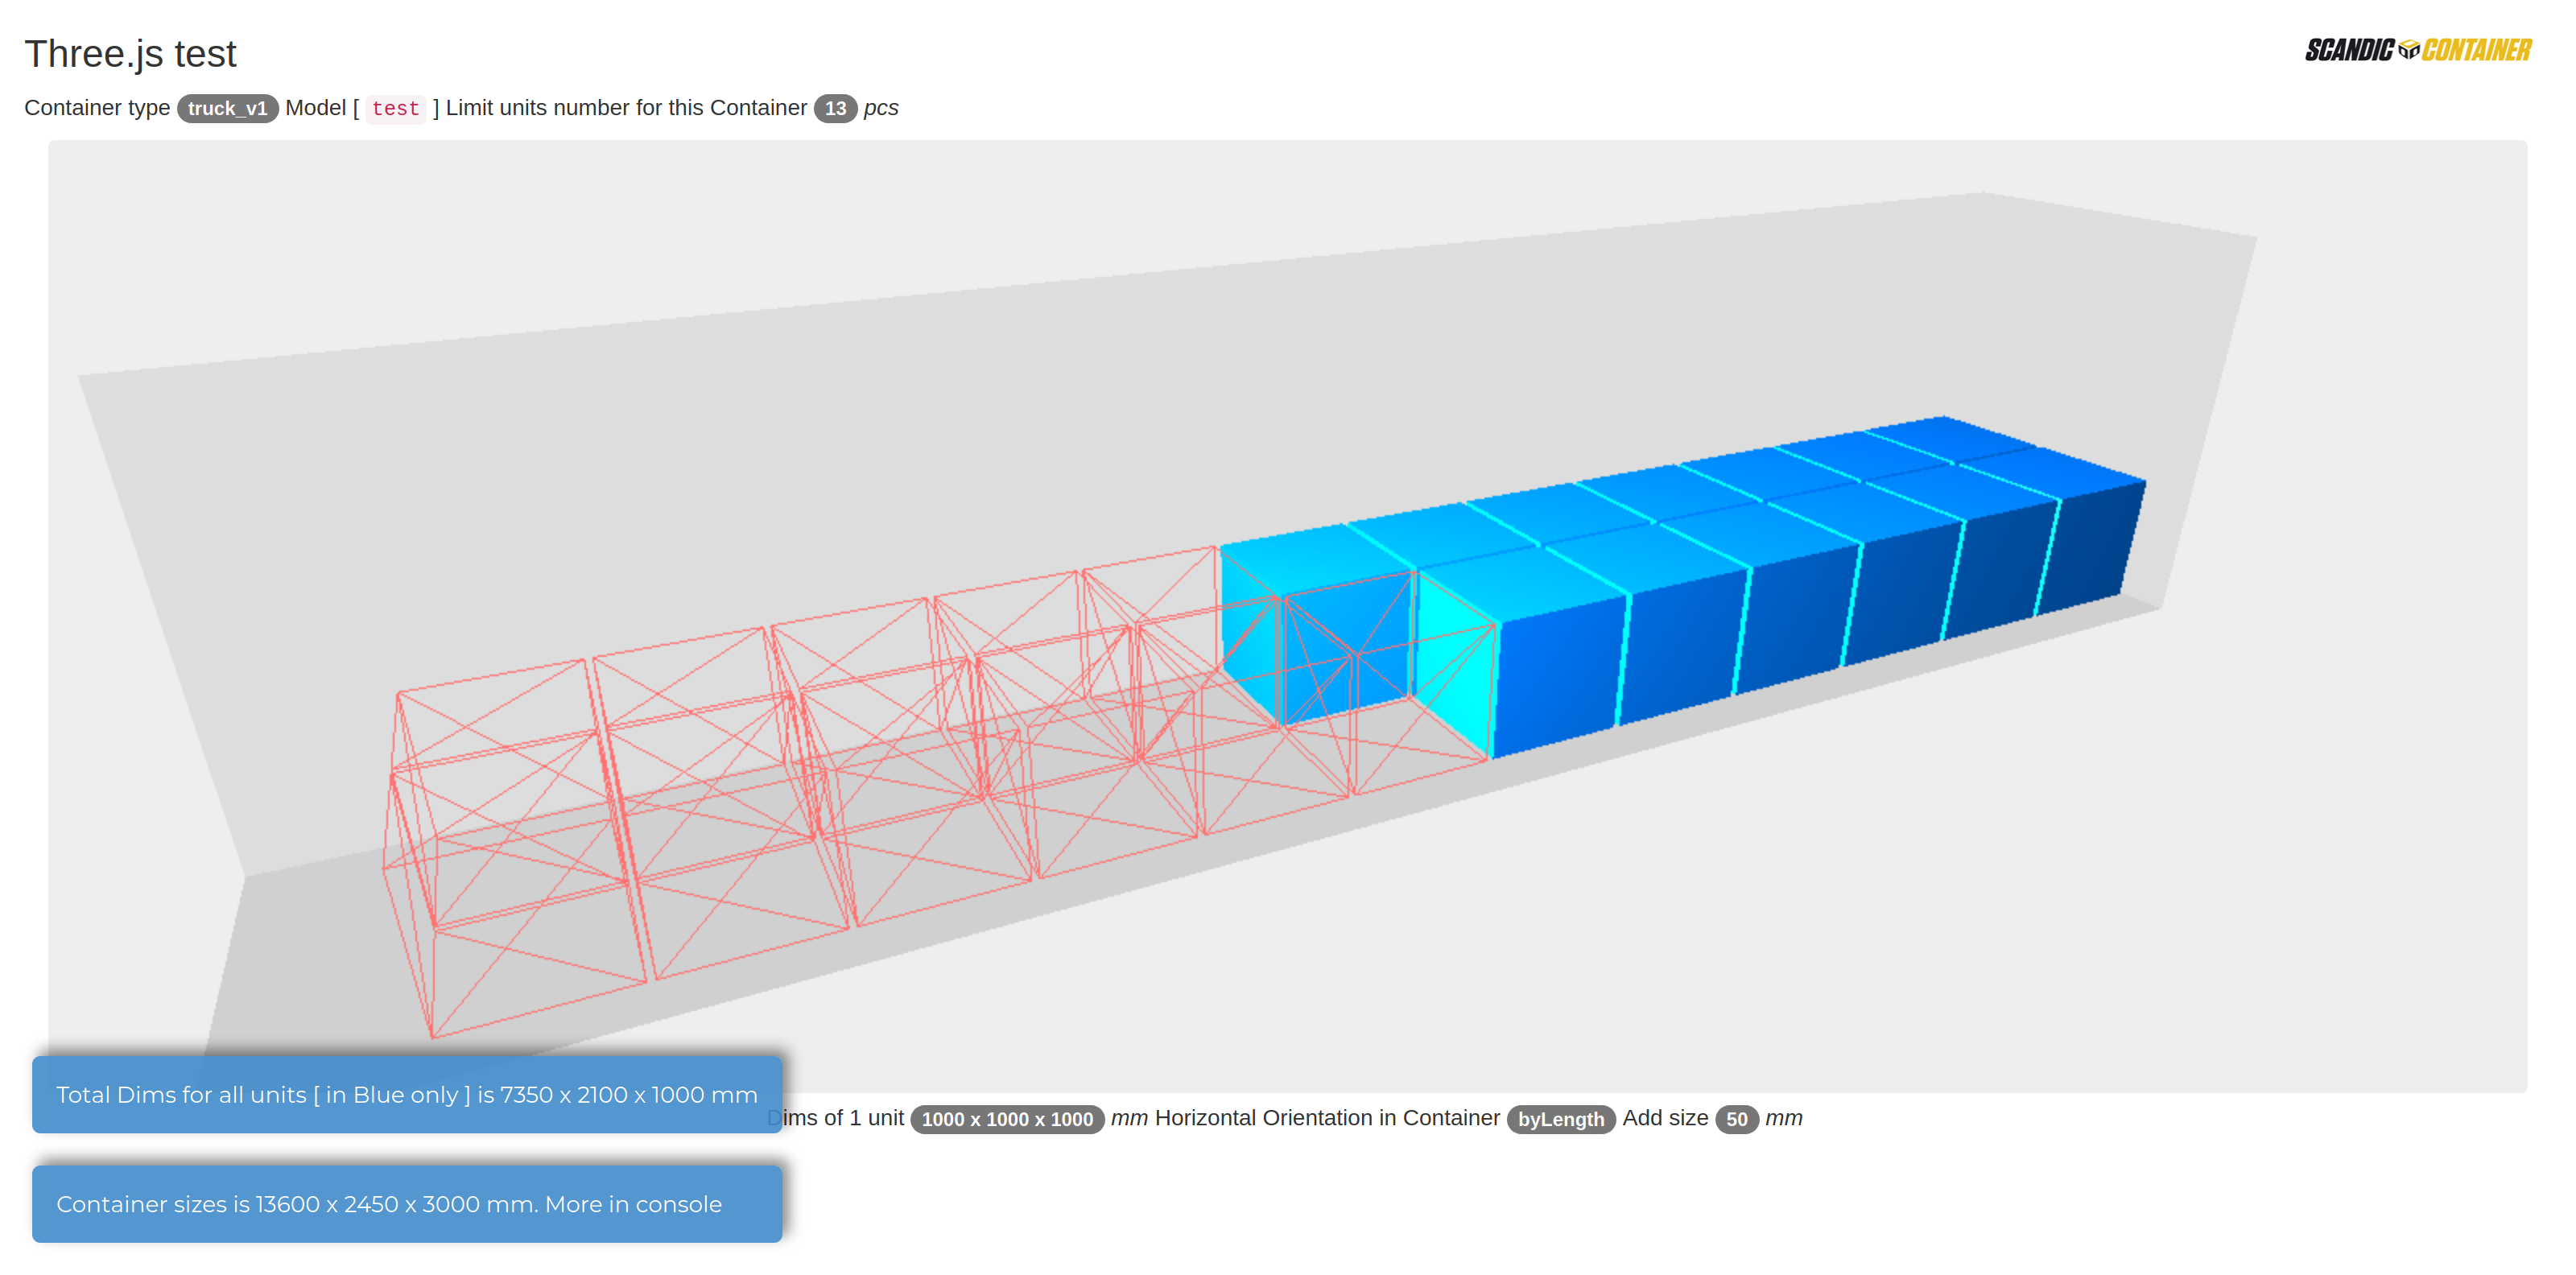 Three.js test
SCANDIC CONTAINER
Container type truck_v1 Model [ test ] Limit units number for this Container 13 pcs
Total Dims for all units [ in Blue only ] is 7350 x 2100 x 1000 mm
Dims of 1 unit 1000 x 1000 x 1000 mm Horizontal Orientation in Container byLength Add size 50 mm
Container sizes is 13600 x 2450 x 3000 mm. More in console